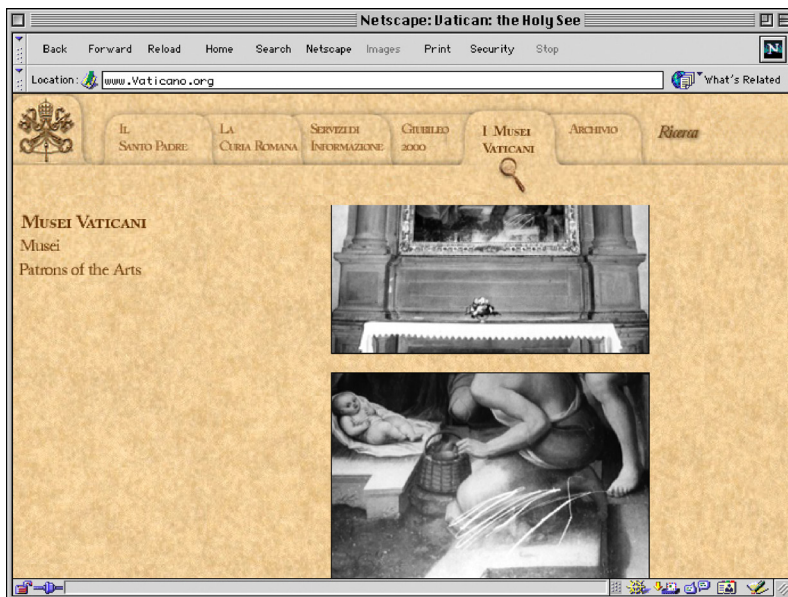 Netscape: Vatican: the Holy See
Back Forward Reload Home Search Netscape Images Print Security Stop
N
Location: www.Vaticano.org What's Related
Il Santo Padre
La Curia Romana
Servizi di Informazione
Giubileo 2000
I Musei Vaticani
Archivio
Ricerca
Musei Vaticani
Musei
Patrons of the Arts